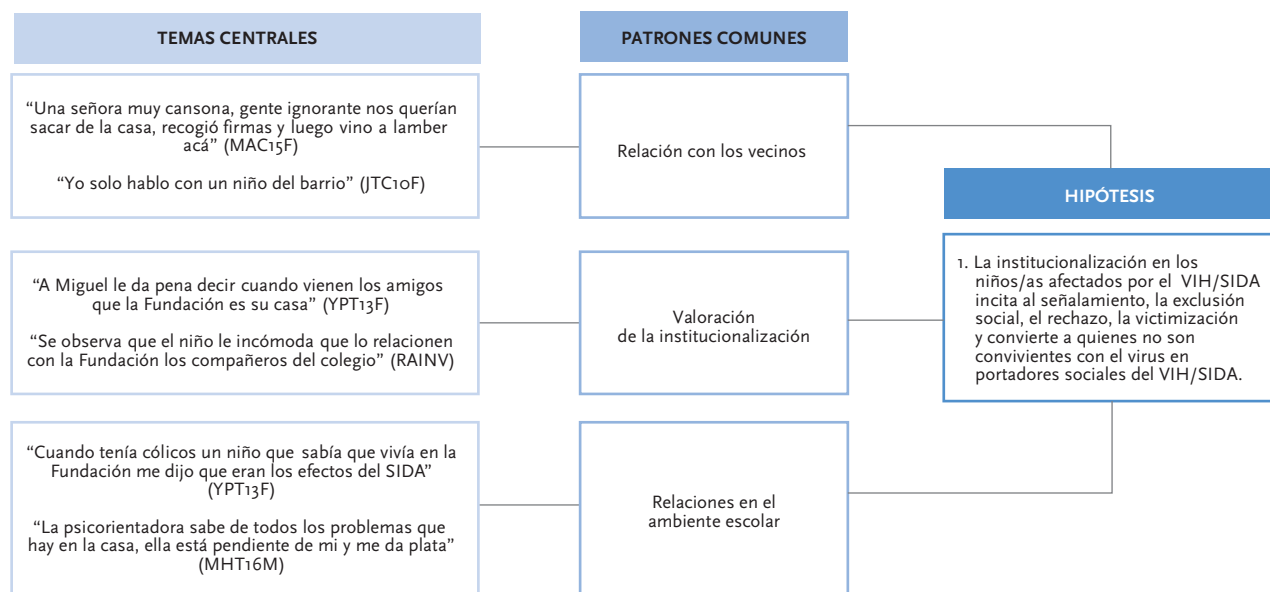 TEMAS CENTRALES
PATRONES COMUNES
“Una señora muy cansona, gente ignorante nos querían
sacar de la casa, recogió firmas y luego vino a lamber
acá” (MAC15F)
“Yo solo hablo con un niño del barrio” (JTC10F)
Relación con los vecinos
HIPÓTESIS
“A Miguel le da pena decir cuando vienen los amigos
que la Fundación es su casa” (YPT13F)
“Se observa que el niño le incómoda que lo relacionen
con la Fundación los compañeros del colegio” (RAINV)
Valoración
de la institucionalización
1. La institucionalización en los
niños/as afectados por el VIH/SIDA
incita al señalamiento, la exclusión
social, el rechazo, la victimización
y convierte a quienes no son
convivientes con el virus en
portadores sociales del VIH/SIDA.
“Cuando tenía cólicos un niño que sabía que vivía en la
Fundación me dijo que eran los efectos del SIDA”
(YPT13F)
“La psicorientadora sabe de todos los problemas que
hay en la casa, ella está pendiente de mi y me da plata”
(MHT16M)
Relaciones en el
ambiente escolar